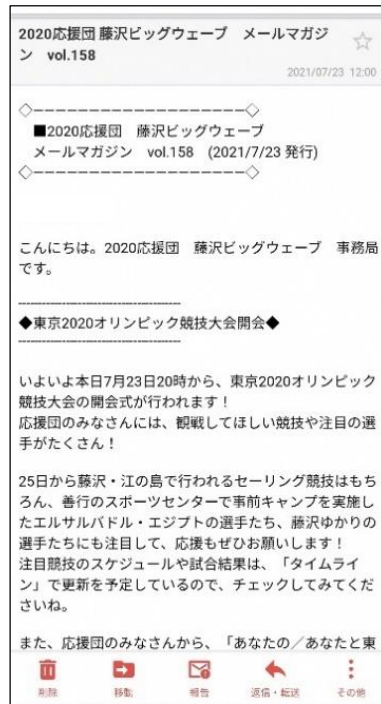 2020応援団 藤沢ビッグウェーブ　メールマガジ
ン　vol.158
2021/07/23 12:00
◇ーーーーーーーーーーーーーーーーーーーー◇
■2020応援団　藤沢ビッグウェーブ
メールマガジン　vol.158　(2021/7/23 発行)
◇ーーーーーーーーーーーーーーーーーーーー◇
こんにちは。2020応援団　藤沢ビッグウェーブ　事務局
です。
----------------------------------------
◆東京2020オリンピック競技大会開会◆
----------------------------------------
いよいよ本日7月23日20時から、東京2020オリンピック
競技大会の開会式が行われます！
応援団のみなさんには、観戦してほしい競技や注目の選
手がたくさん！
25日から藤沢・江の島で行われるセーリング競技はもち
ろん、善行のスポーツセンターで事前キャンプを実施し
たエルサルバドル・エジプトの選手たち、藤沢ゆかりの
選手たちにも注目して、応援もぜひお願いします！
注目競技のスケジュールや試合結果は、「タイムライ
ン」で更新を予定しているので、チェックしてみてくだ
さいね。
また、応援団のみなさんから、「あなたの／あなたと東
削除
移動
報告
返信・転送
その他